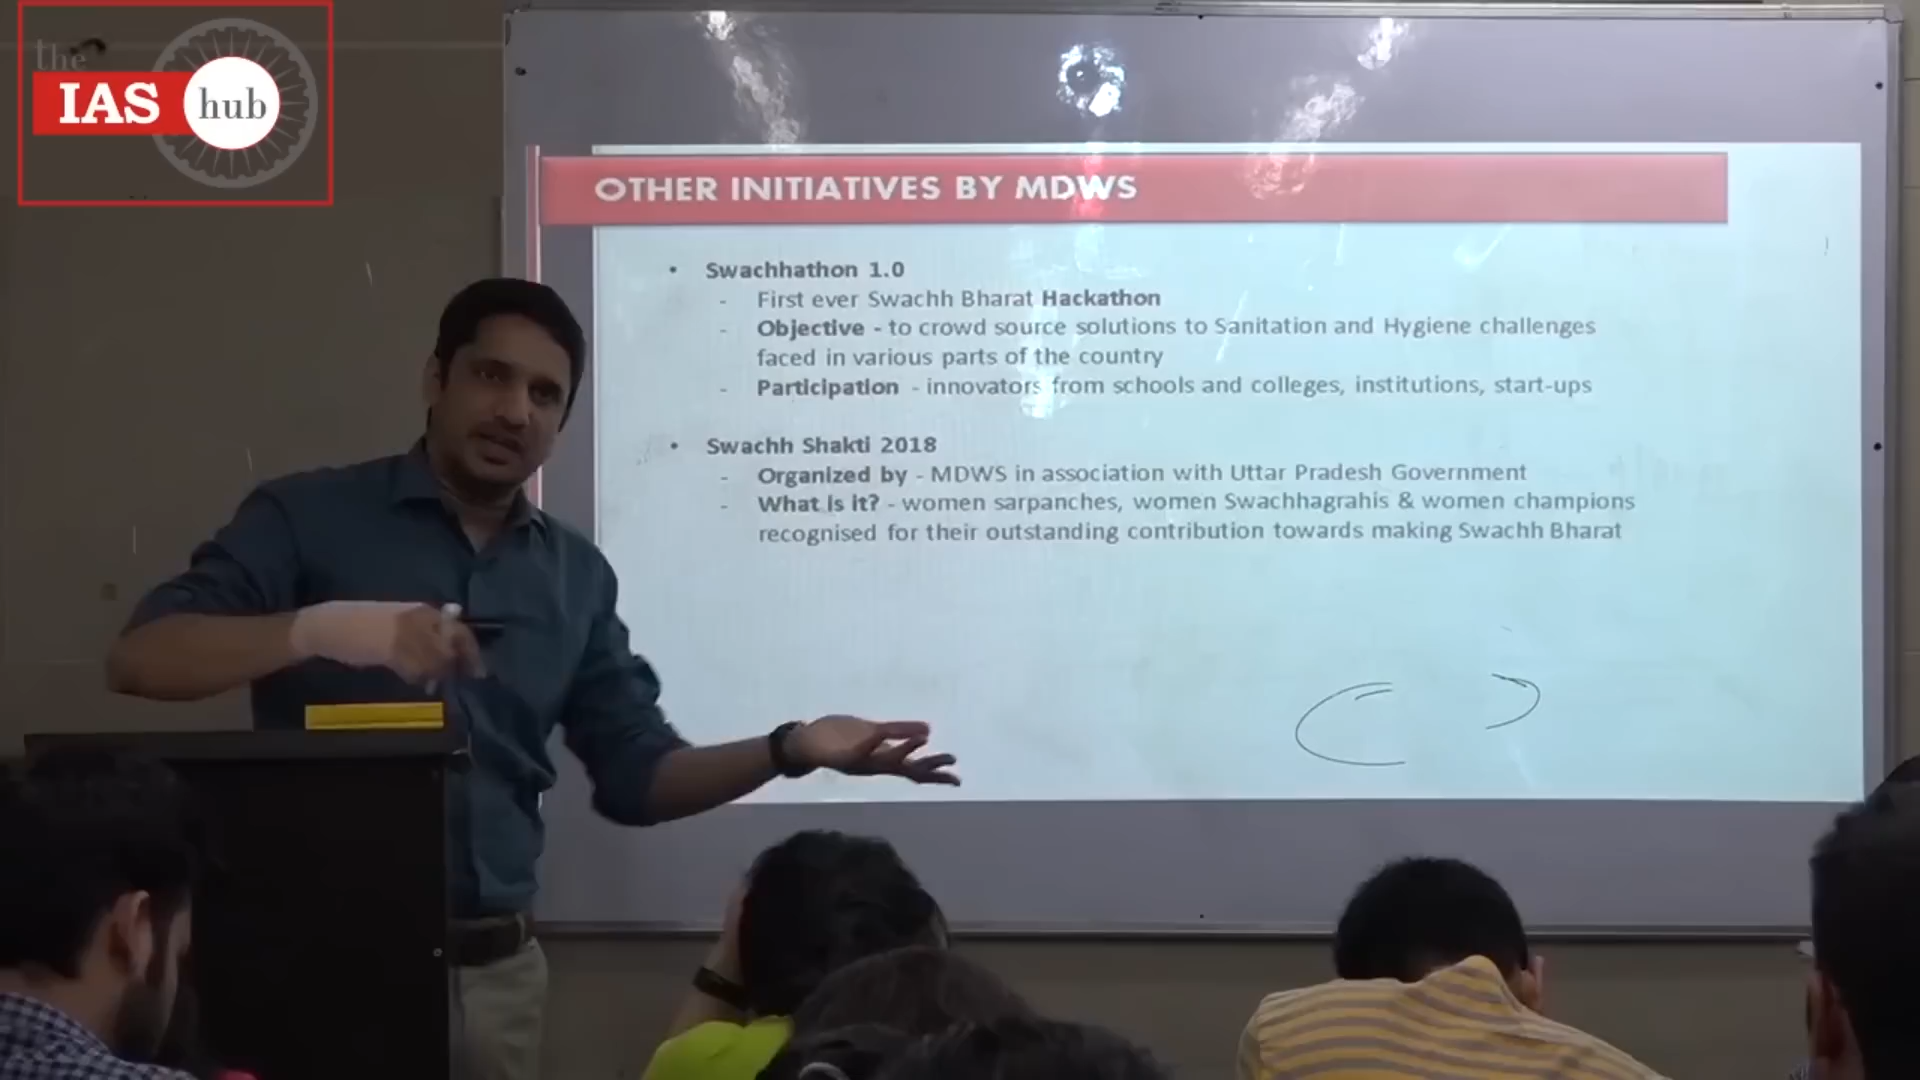 the
IAS hub
OTHER INITIATIVES BY MDWS
• Swachhathon 1.0
- First ever Swachh Bharat Hackathon
- Objective - to crowd source solutions to Sanitation and Hygiene challenges
faced in various parts of the country
- Participation - innovators from schools and colleges, institutions, start-ups
• Swachh Shakti 2018
- Organized by - MDWS in association with Uttar Pradesh Government
- What is it? - women sarpanches, women Swachhagrahis & women champions
recognised for their outstanding contribution towards making Swachh Bharat